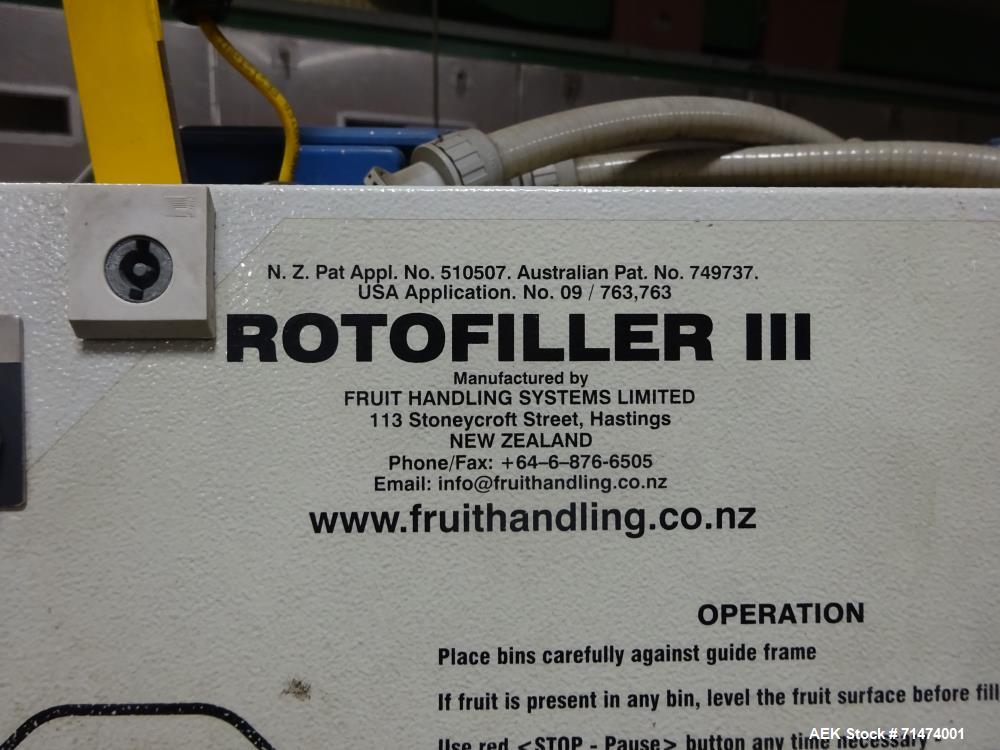 N. Z. Pat Appl. No. 510507. Australian Pat. No. 749737.
USA Application. No. 09 / 763,763
ROTOFILLER III
Manufactured by
FRUIT HANDLING SYSTEMS LIMITED
113 Stoneycroft Street, Hastings
NEW ZEALAND
Phone/Fax: +64–6–876-6505
Email: info@fruithandling.co.nz
www.fruithandling.co.nz
OPERATION
Place bins carefully against guide frame
If fruit is present in any bin, level the fruit surface before fill
Use red <STOP - Pause> button any time necessary
AEK Stock #71474001